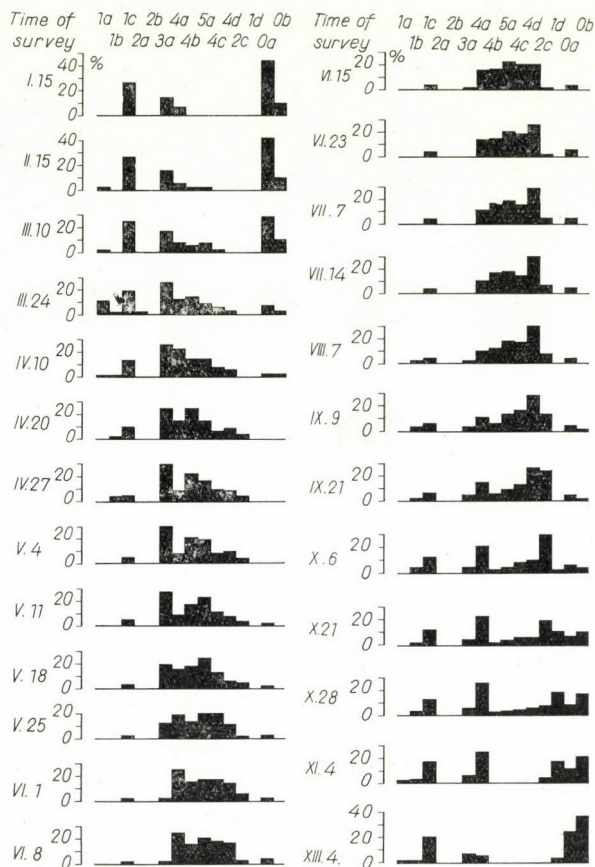 Time of 1a 1c 2b 4a 5a 4d 1d 0b
survey 1b 2a 3a 4b 4c 2c 0a
40 %
I.15 20
0
40
II.15 20
0
III.10 20
0
III.24 20
0
IV.10 20
0
IV.20 20
0
IV.27 20
0
V.4 20
0
V.11 20
0
V.18 20
0
V.25 20
0
VI.1 20
0
VI.8 20
0
Time of 1a 1c 2b 4a 5a 4d 1d 0b
survey 1b 2a 3a 4b 4c 2c 0a
VI.15 20 %
0
VI.23 20
0
VII.7 20
0
VII.14 20
0
VIII.7 20
0
IX.9 20
0
IX.21 20
0
X.6 20
0
X.21 20
0
X.28 20
0
XI.4 20
0
40
20
XIII.4. 0